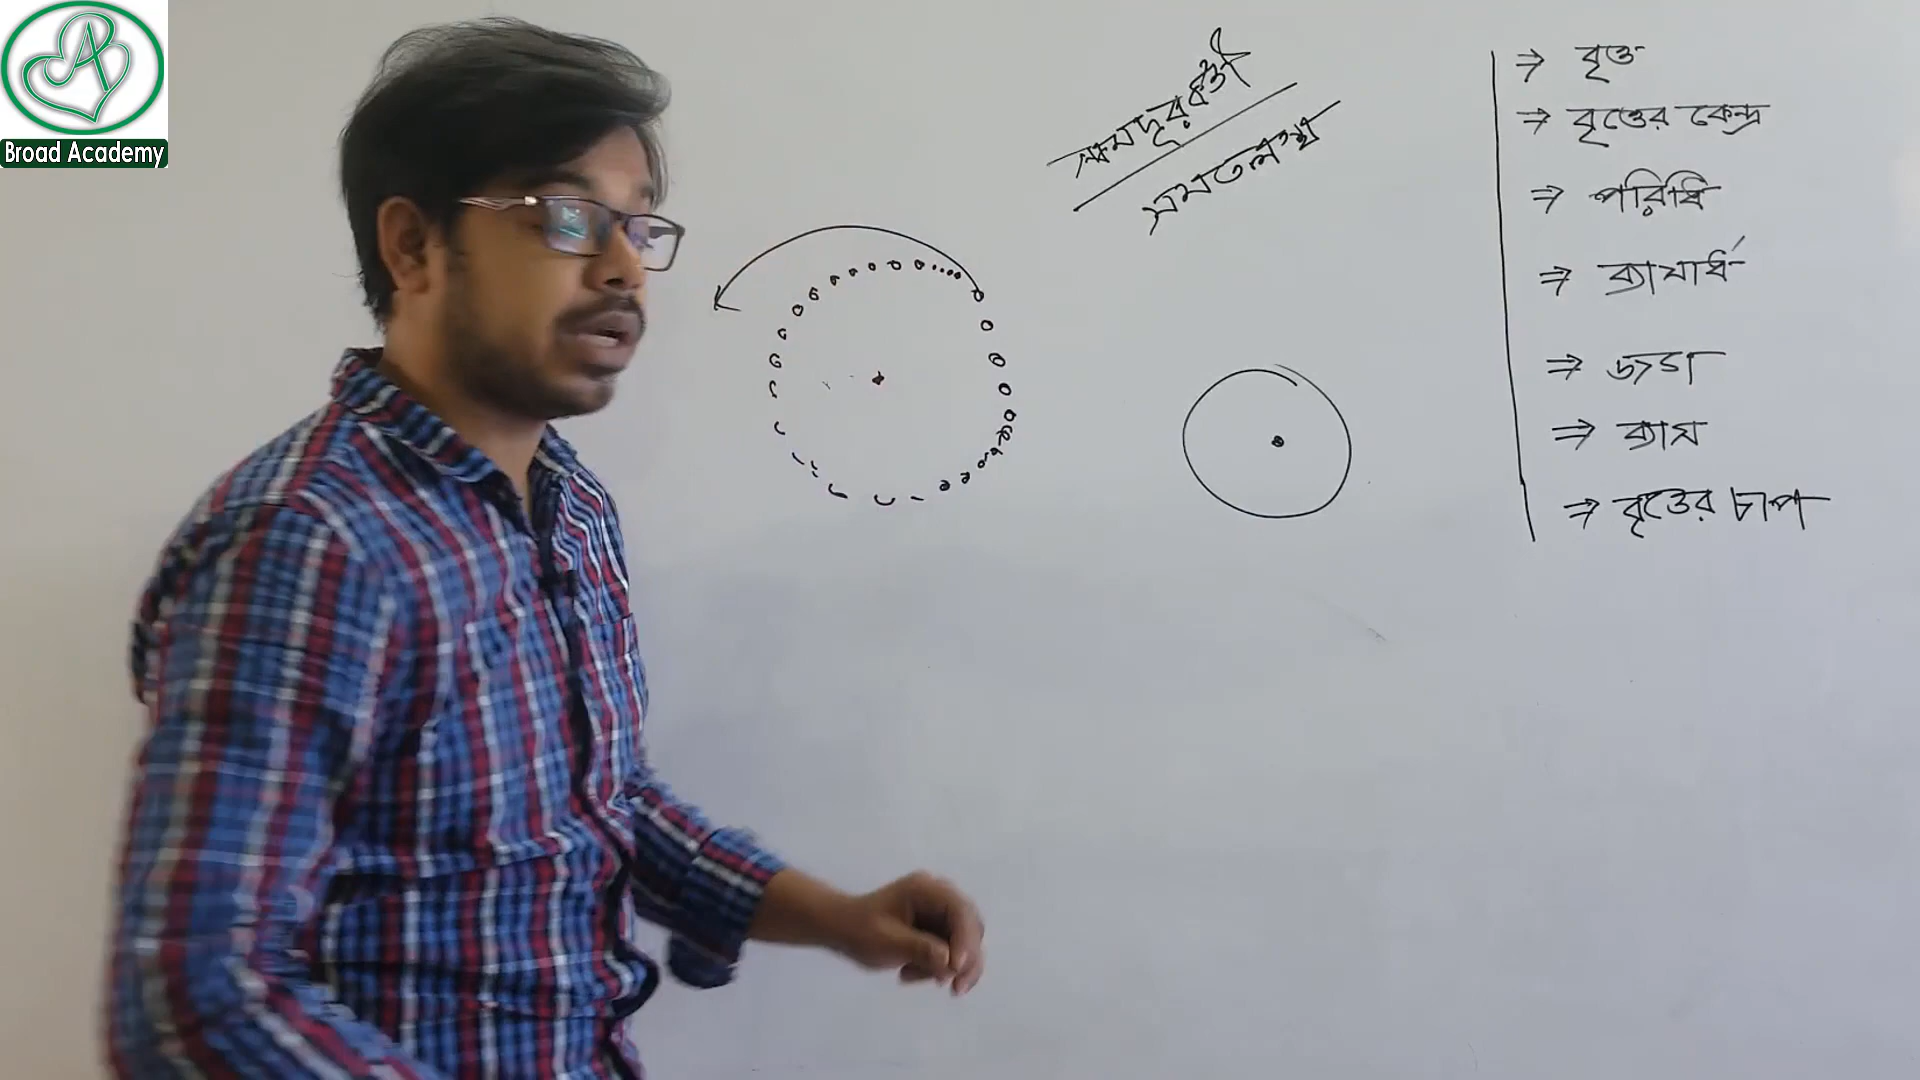 Broad Academy
সমদূরবর্তী
সমতলস্থ
⇒ বৃত্ত
⇒ বৃত্তের কেন্দ্র
⇒ পরিধি
⇒ ব্যাসার্ধ
⇒ জ্যা
⇒ ব্যাস
⇒ বৃত্তের চাপ